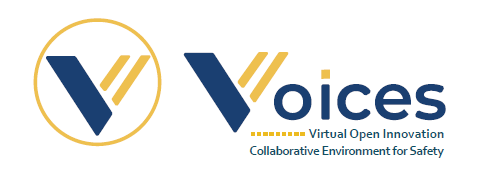 Voices
Virtual Open Innovation
Collaborative Environment for Safety